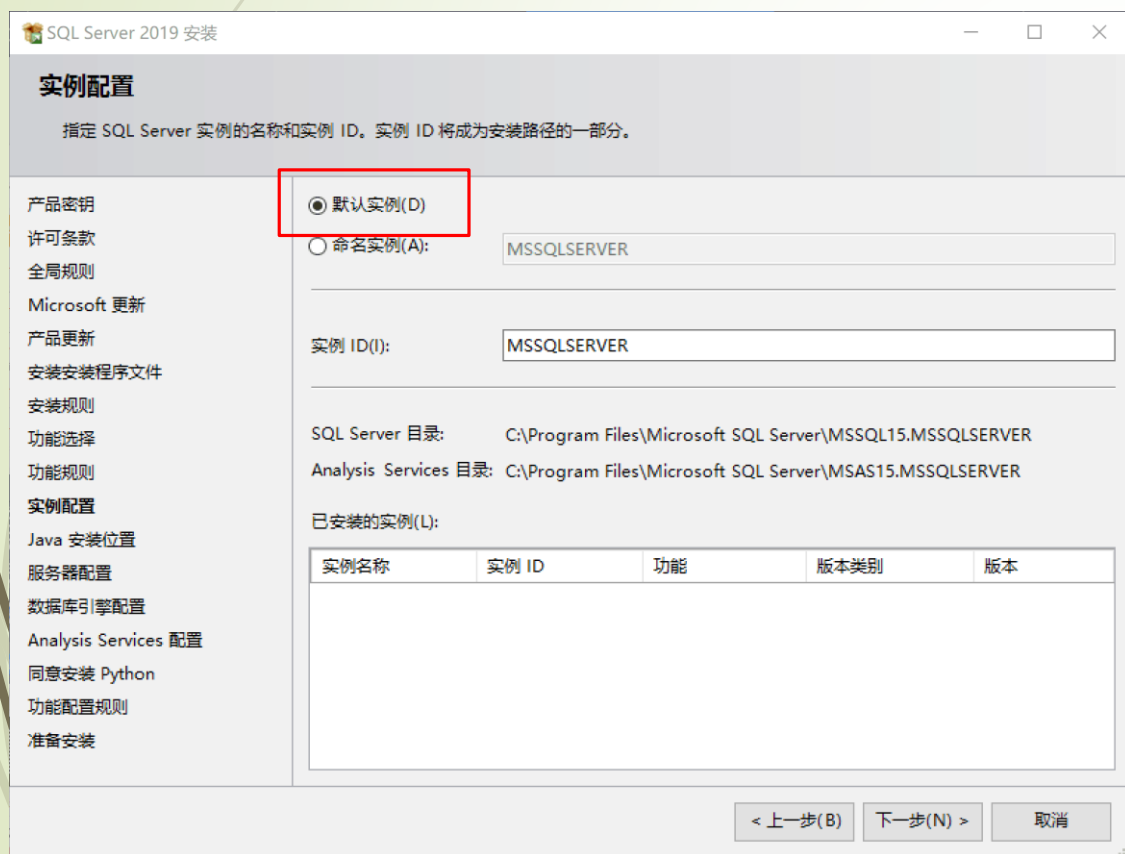 SQL Server 2019 安装
实例配置
指定 SQL Server 实例的名称和实例 ID。实例 ID 将成为安装路径的一部分。
产品密钥
许可条款
全局规则
Microsoft 更新
产品更新
安装安装程序文件
安装规则
功能选择
功能规则
实例配置
Java 安装位置
服务器配置
数据库引擎配置
Analysis Services 配置
同意安装 Python
功能配置规则
准备安装
默认实例(D)
命名实例(A): MSSQLSERVER
实例 ID(I): MSSQLSERVER
SQL Server 目录: C:\Program Files\Microsoft SQL Server\MSSQL15.MSSQLSERVER
Analysis Services 目录: C:\Program Files\Microsoft SQL Server\MSAS15.MSSQLSERVER
已安装的实例(L):
实例名称 实例 ID 功能 版本类别 版本
< 上一步(B) 下一步(N) > 取消